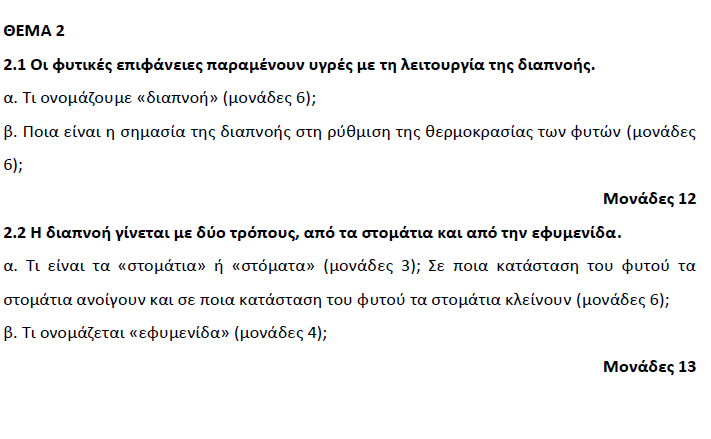 ΘΕΜΑ 2
2.1 Οι φυτικές επιφάνειες παραμένουν υγρές με τη λειτουργία της διαπνοής.
α. Τι ονομάζουμε «διαπνοή» (μονάδες 6);
β. Ποια είναι η σημασία της διαπνοής στη ρύθμιση της θερμοκρασίας των φυτών (μονάδες
6);
Μονάδες 12
2.2 Η διαπνοή γίνεται με δύο τρόπους, από τα στομάτια και από την εφυμενίδα.
α. Τι είναι τα «στομάτια» ή «στόματα» (μονάδες 3); Σε ποια κατάσταση του φυτού τα
στομάτια ανοίγουν και σε ποια κατάσταση του φυτού τα στομάτια κλείνουν (μονάδες 6);
β. Τι ονομάζεται «εφυμενίδα» (μονάδες 4);
Μονάδες 13